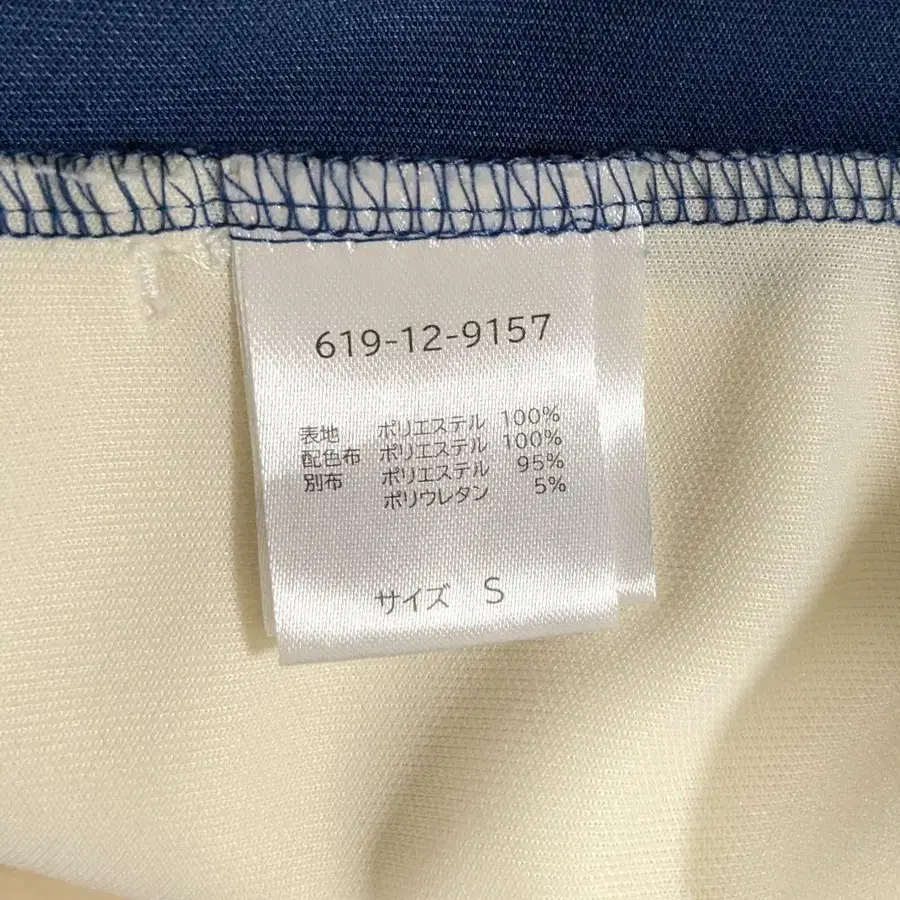 619-12-9157
表地 ポリエステル 100%
配色布 ポリエステル 100%
別布 ポリエステル 95%
ポリウレタン 5%
サイズ S